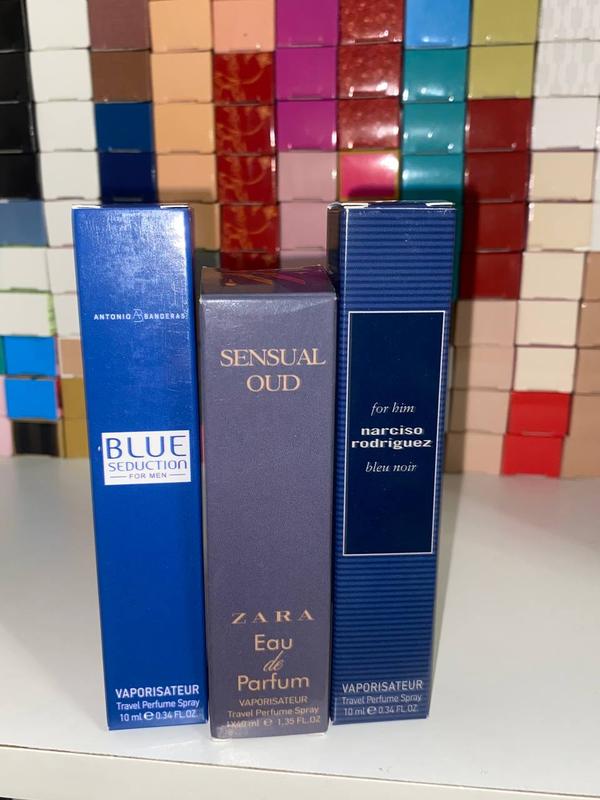 ANTONIO BANDERAS
BLUE
SEDUCTION
FOR MEN
VAPORISATEUR
Travel Perfume Spray
10 ml ℮ 0.34 FL.OZ.
SENSUAL
OUD
ZARA
Eau
de
Parfum
VAPORISATEUR
Travel Perfume Spray
1X40 ml ℮ 1,35 FL.OZ
for him
narciso
rodriguez
bleu noir
VAPORISATEUR
Travel Perfume Spray
10 ml ℮ 0.34 FL.OZ.